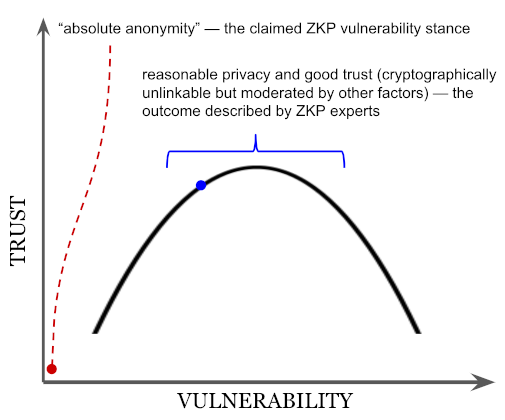 “absolute anonymity” — the claimed ZKP vulnerability stance
reasonable privacy and good trust (cryptographically
unlinkable but moderated by other factors) — the
outcome described by ZKP experts
TRUST
VULNERABILITY